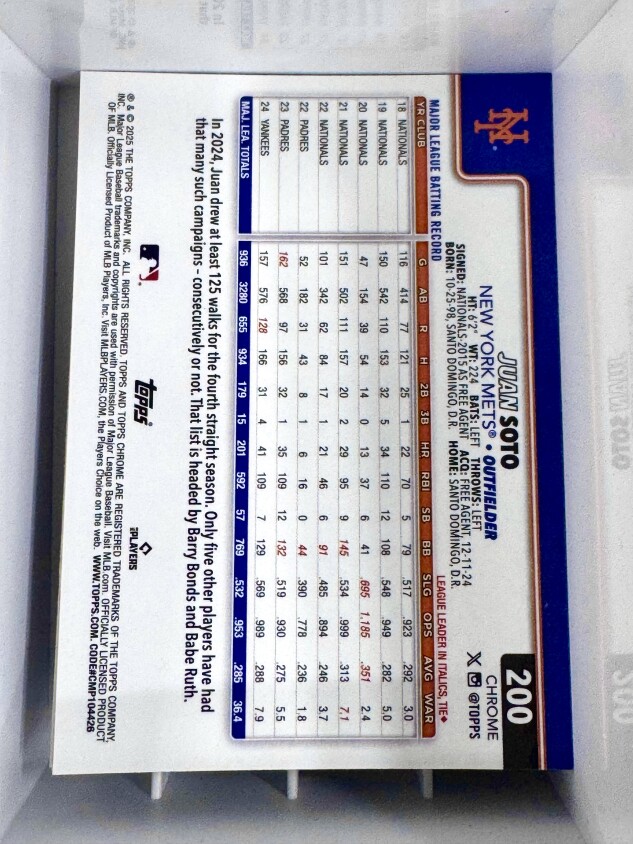 200
CHROME
@TOPPS
JUAN SOTO
NEW YORK METS® • OUTFIELDER
HT: 6'2" WT: 224 BATS: LEFT THROWS: LEFT
SIGNED: NATIONALS, 2015, AS FREE AGENT ACQ: FREE AGENT, 12-11-24
BORN: 10-25-98, SANTO DOMINGO, D.R. HOME: SANTO DOMINGO, D.R.
MAJOR LEAGUE BATTING RECORD LEAGUE LEADER IN ITALICS, TIE♦
YR CLUB G AB R H 2B 3B HR RBI SB BB SLG OPS AVG WAR
18 NATIONALS 116 414 77 121 25 1 22 70 5 79 .517 .923 .292 3.0
19 NATIONALS 150 542 110 153 32 5 34 110 12 108 .548 .949 .282 5.0
20 NATIONALS 47 154 39 54 14 0 13 37 6 41 .695 1.185 .351 2.4
21 NATIONALS 151 502 111 157 20 2 29 95 9 145 .534 .999 .313 7.1
22 NATIONALS 101 342 62 84 17 1 21 46 6 91 .485 .894 .246 3.7
22 PADRES 52 182 31 43 8 1 6 16 0 44 .390 .778 .236 1.8
23 PADRES 162 568 97 156 32 1 35 109 12 132 .519 .930 .275 5.5
24 YANKEES 157 576 128 166 31 4 41 109 7 129 .569 .989 .288 7.9
MAJ. LEA. TOTALS 936 3280 655 934 179 15 201 592 57 769 .532 .953 .285 36.4
In 2024, Juan drew at least 125 walks for the fourth straight season. Only five other players have had
that many such campaigns – consecutively or not. That list is headed by Barry Bonds and Babe Ruth.
topps
PLAYERS
® & © 2025 THE TOPPS COMPANY, INC. ALL RIGHTS RESERVED. TOPPS AND TOPPS CHROME ARE REGISTERED TRADEMARKS OF THE TOPPS COMPANY,
INC. Major League Baseball trademarks and copyrights are used with permission of Major League Baseball. Visit MLB.com. OFFICIALLY LICENSED PRODUCT
OF MLB. Officially Licensed Product of MLB Players, Inc. Visit MLBPLAYERS.COM, the Players Choice on the web. WWW.TOPPS.COM. CODE#CMP104426